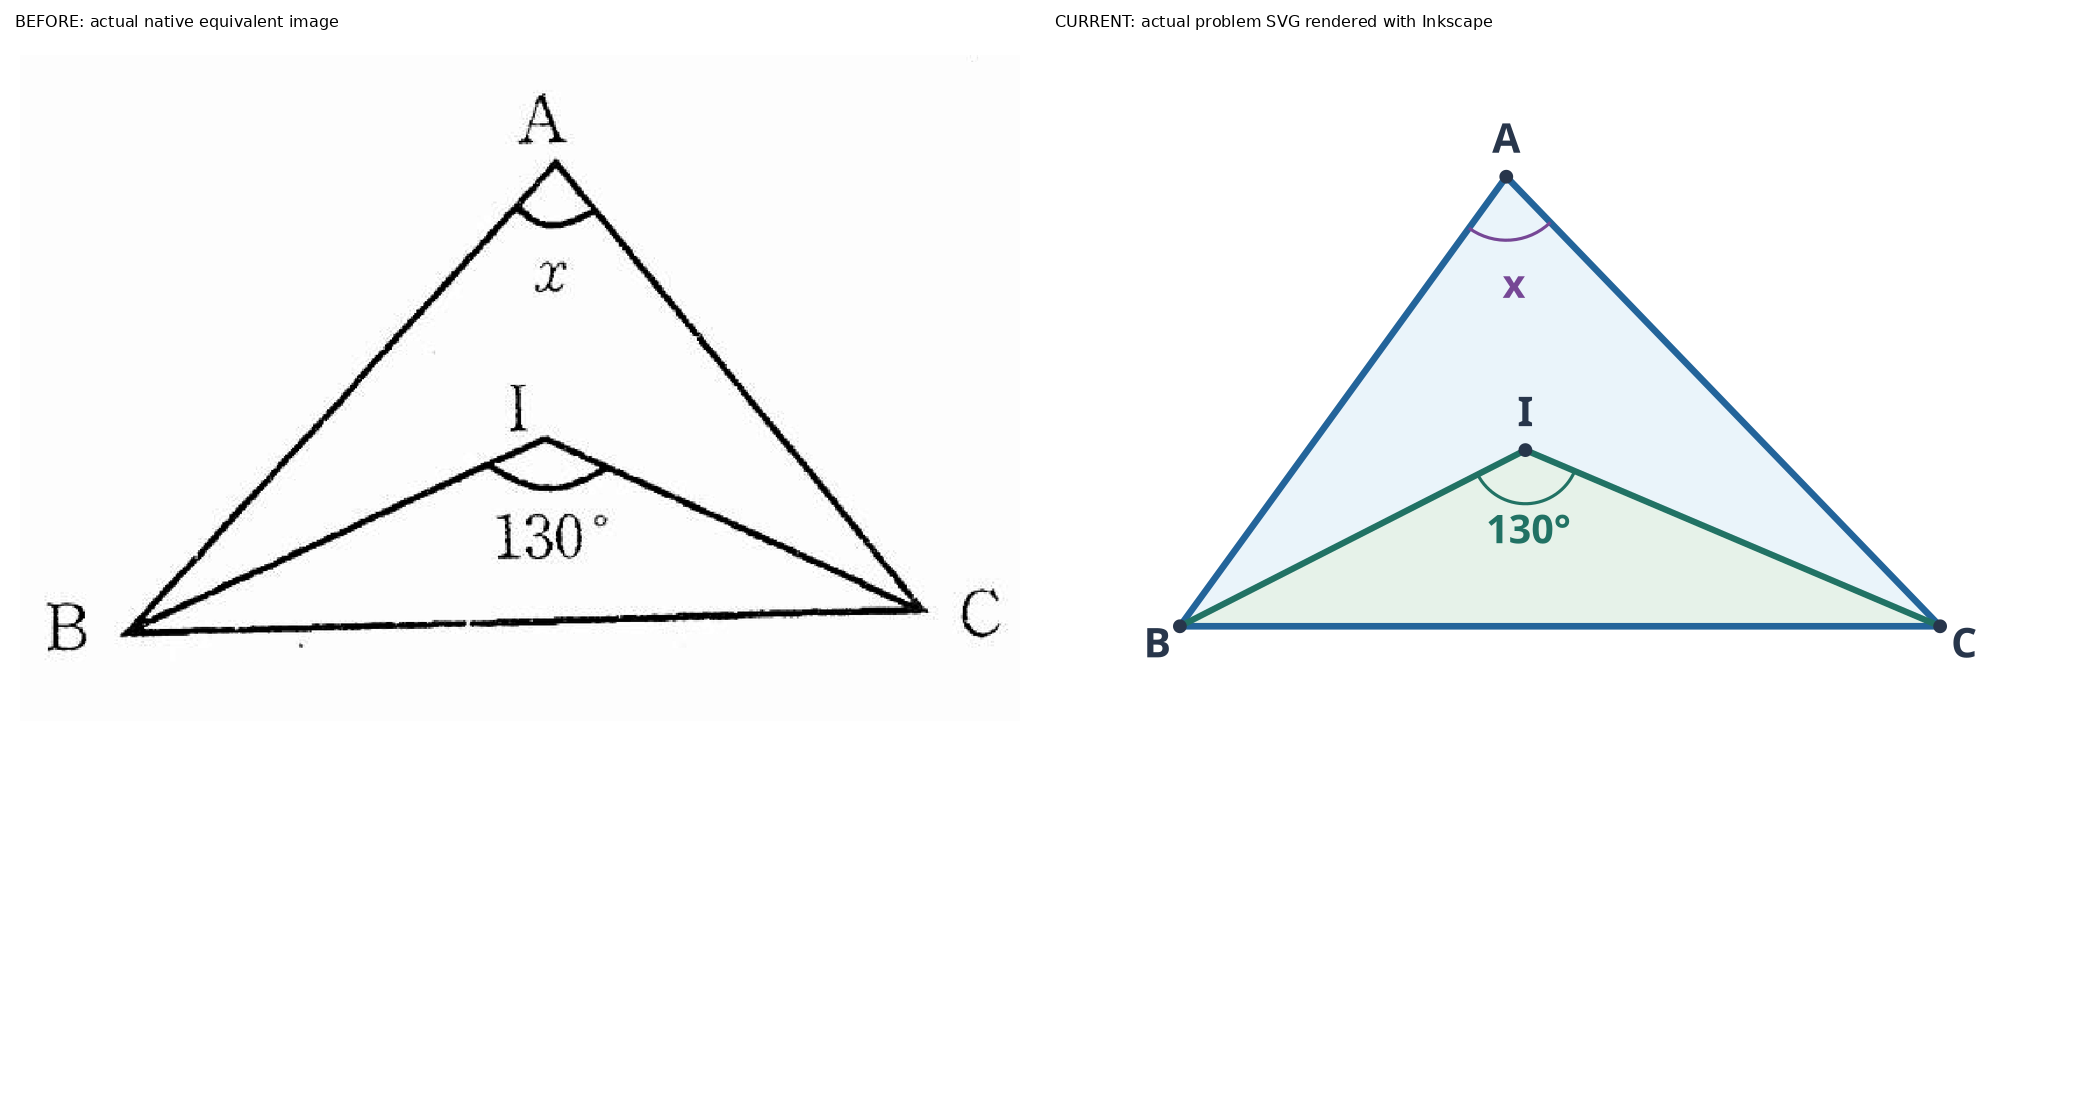 BEFORE: actual native equivalent image
A
x
I
130°
B
C
CURRENT: actual problem SVG rendered with Inkscape
A
x
I
130°
B
C